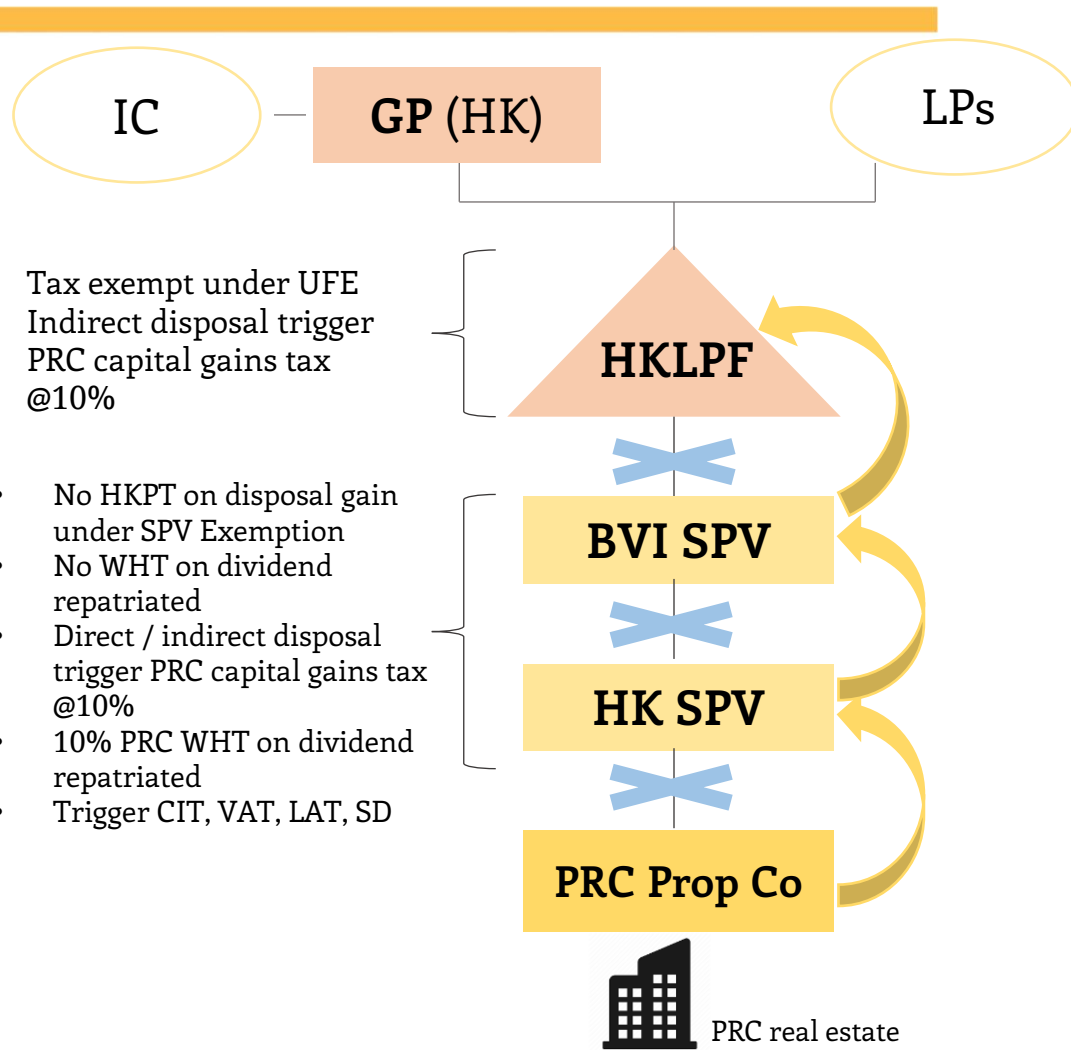 IC
GP (HK)
LPs
Tax exempt under UFE
Indirect disposal trigger
PRC capital gains tax
@10%
HKLPF
• No HKPT on disposal gain
under SPV Exemption
• No WHT on dividend
repatriated
• Direct / indirect disposal
trigger PRC capital gains tax
@10%
• 10% PRC WHT on dividend
repatriated
• Trigger CIT, VAT, LAT, SD
BVI SPV
HK SPV
PRC Prop Co
PRC real estate